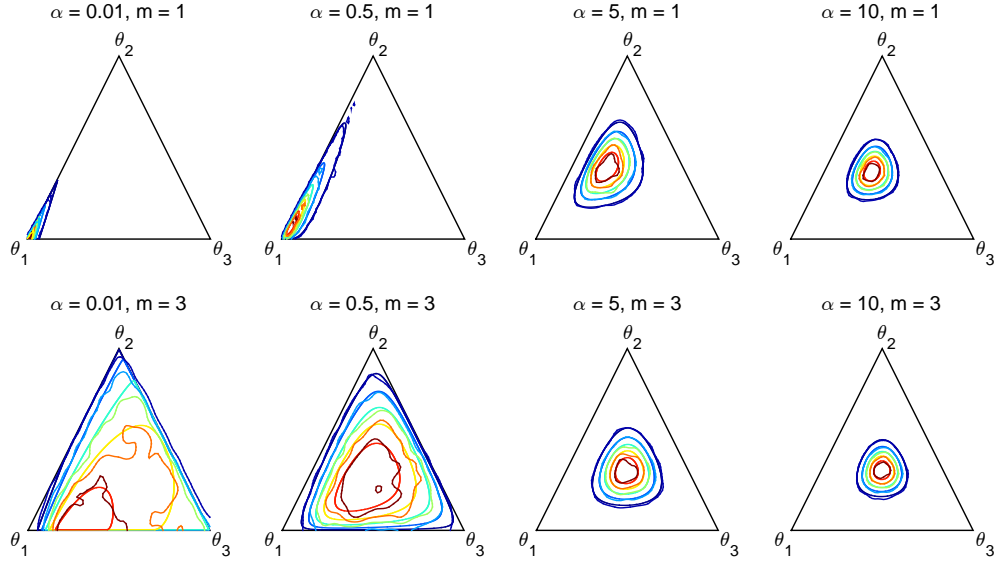 α = 0.01, m = 1
α = 0.5, m = 1
α = 5, m = 1
α = 10, m = 1
θ2
θ2
θ2
θ2
θ1
θ3
θ1
θ3
θ1
θ3
θ1
θ3
α = 0.01, m = 3
α = 0.5, m = 3
α = 5, m = 3
α = 10, m = 3
θ2
θ2
θ2
θ2
θ1
θ3
θ1
θ3
θ1
θ3
θ1
θ3